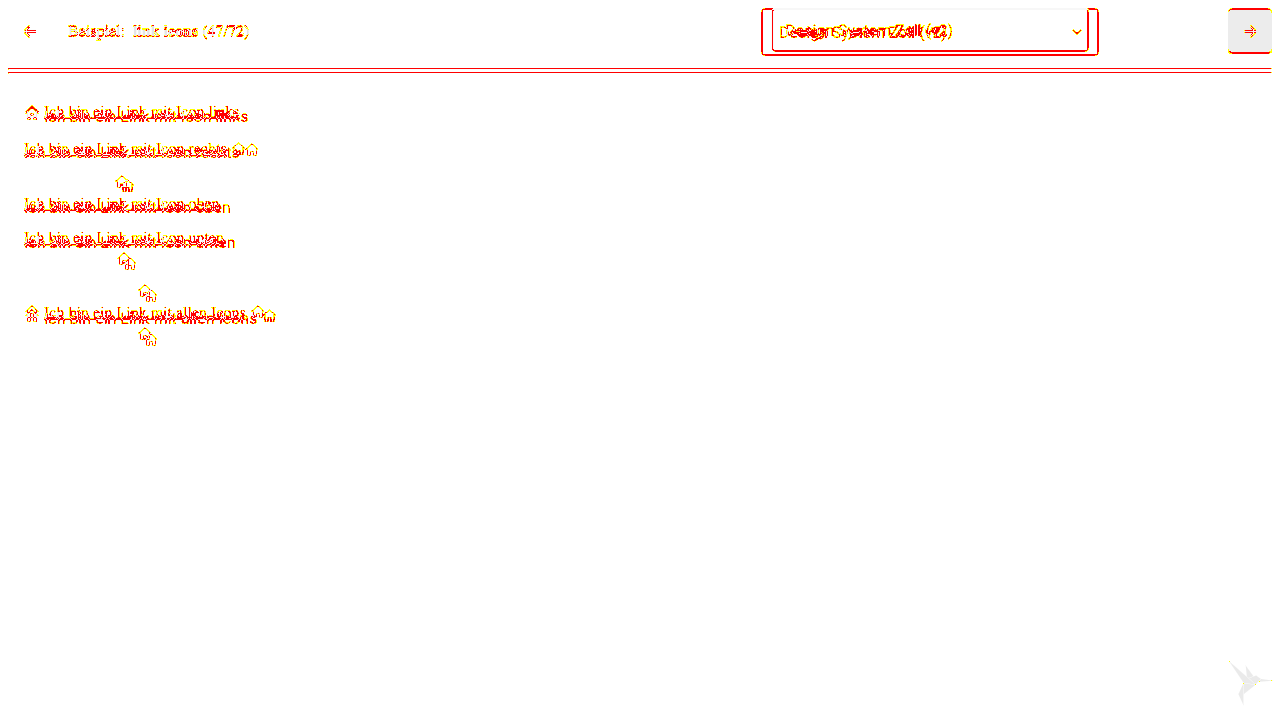 Beispiel: link icons (47/72)
Design System Zoll (v2)
Ich bin ein Link mit Icon links
Ich bin ein Link mit Icon rechts
Ich bin ein Link mit Icon oben
Ich bin ein Link mit Icon unten
Ich bin ein Link mit allen Icons